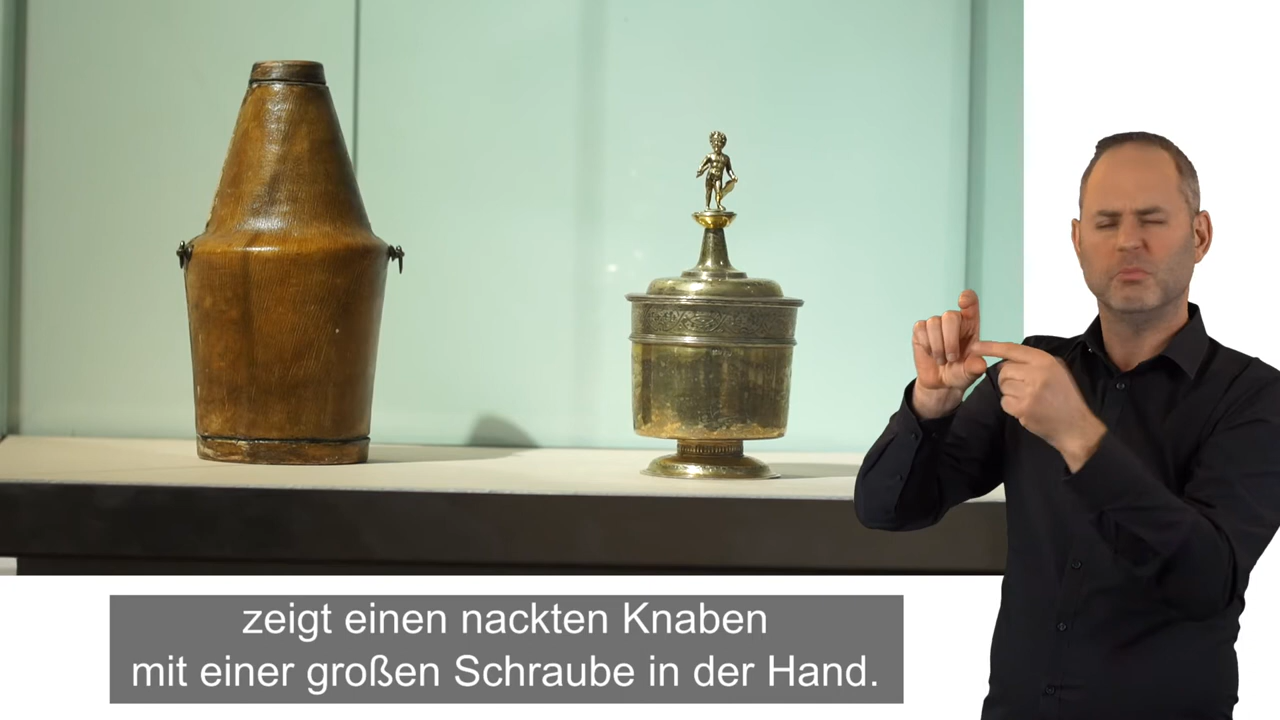 zeigt einen nackten Knaben
mit einer großen Schraube in der Hand.